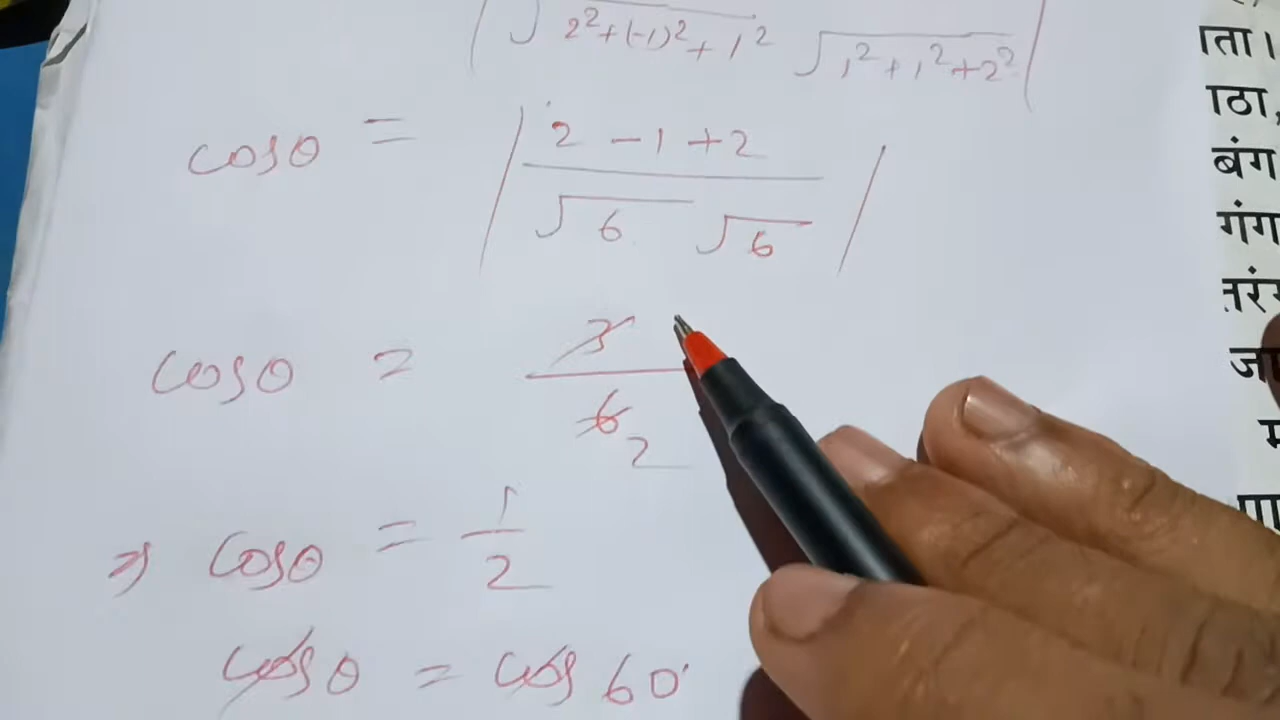 √2²+(-1)²+1² √1²+1²+2²
cosθ = | 2 - 1 + 2 / √6 √6 |
cosθ = 3 / 6 2
⇒ cosθ = 1/2
cosθ = cos 60°
ता।
ठा,
बंग
गंग
तरं